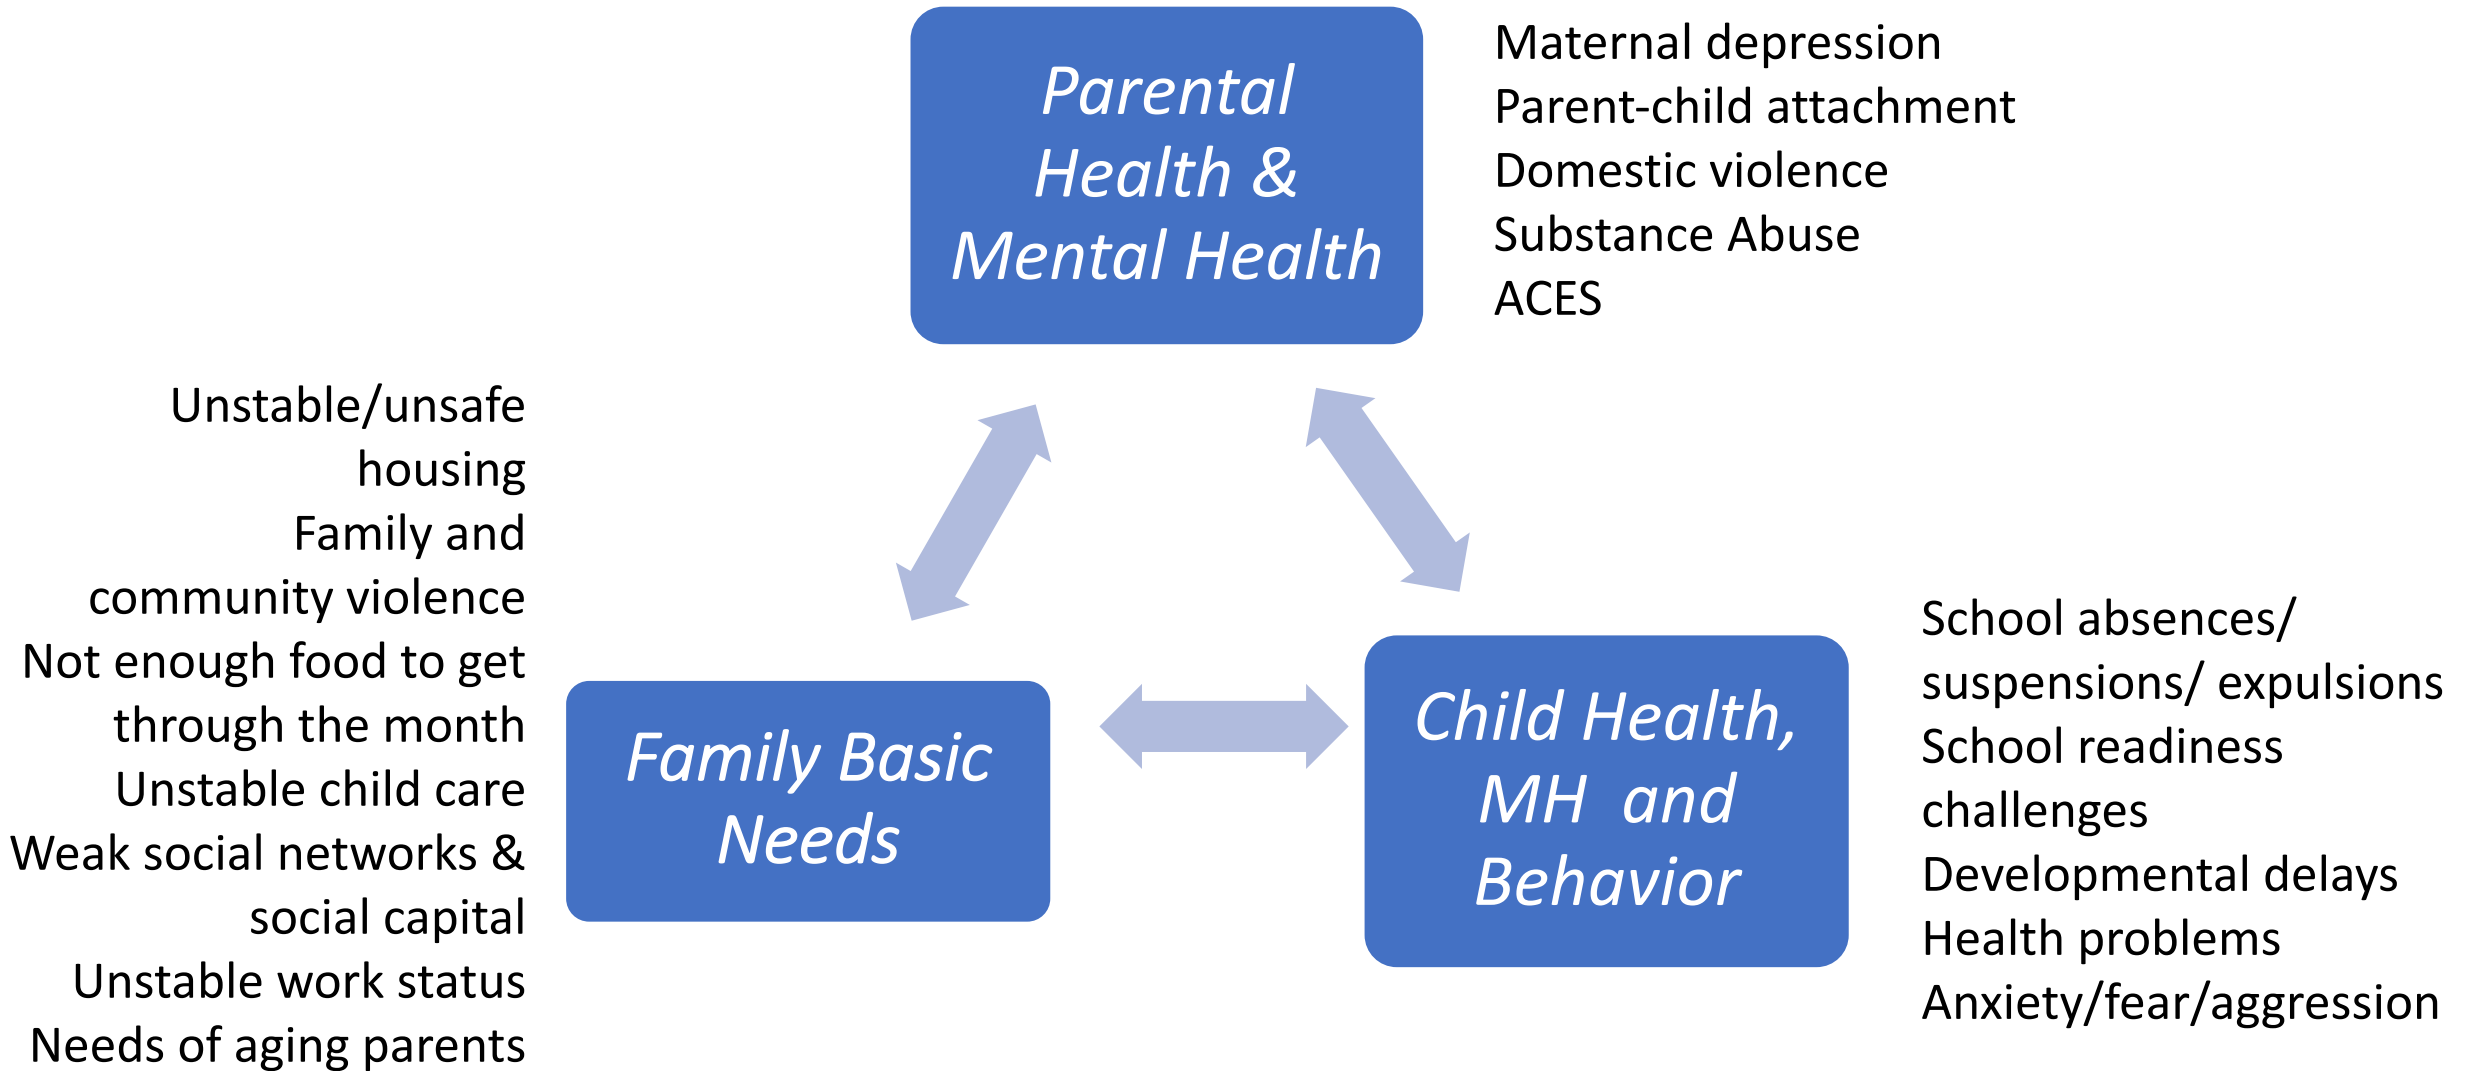 Parental
Health &
Mental Health
Maternal depression
Parent-child attachment
Domestic violence
Substance Abuse
ACES
Unstable/unsafe
housing
Family and
community violence
Not enough food to get
through the month
Unstable child care
Weak social networks &
social capital
Unstable work status
Needs of aging parents
Family Basic
Needs
Child Health,
MH  and
Behavior
School absences/
suspensions/ expulsions
School readiness
challenges
Developmental delays
Health problems
Anxiety/fear/aggression